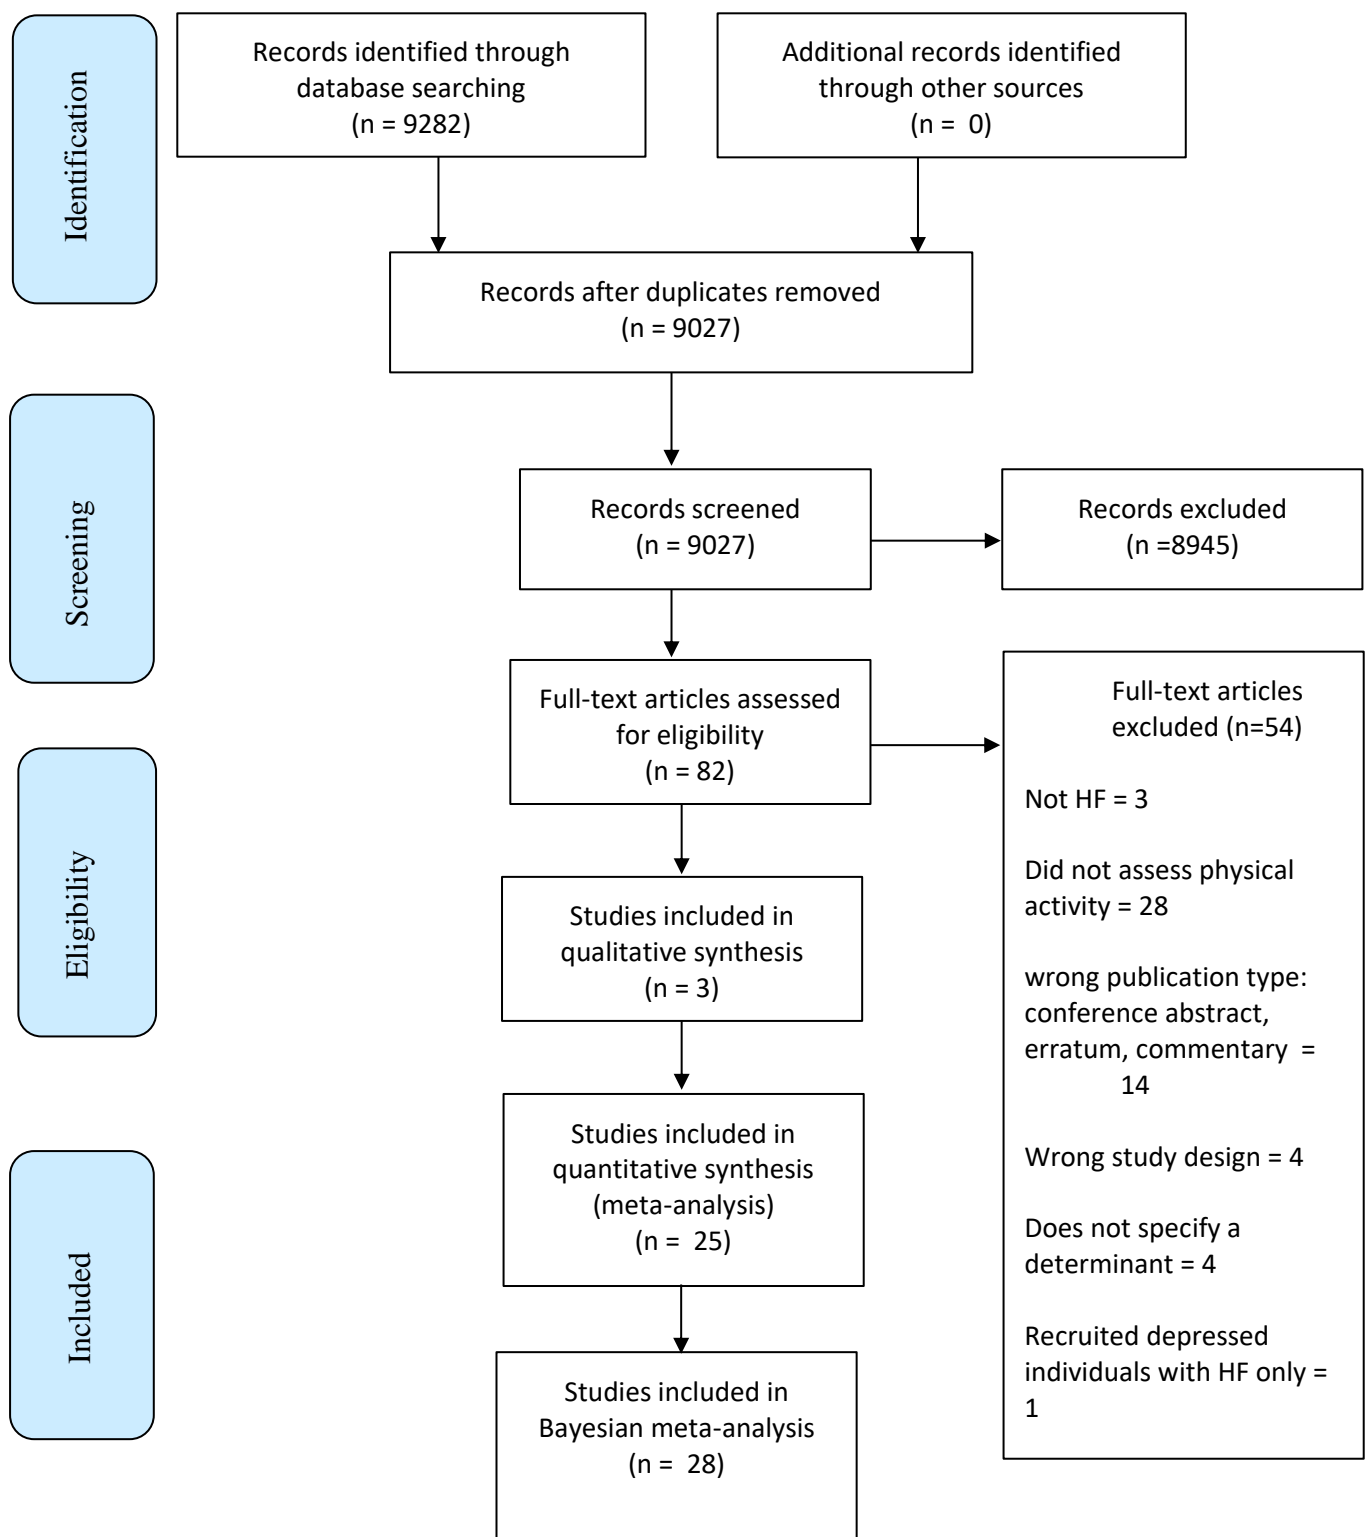 Identification
Records identified through
database searching
(n = 9282)
Additional records identified
through other sources
(n = 0)
Records after duplicates removed
(n = 9027)
Screening
Records screened
(n = 9027)
Records excluded
(n =8945)
Eligibility
Full-text articles assessed
for eligibility
(n = 82)
Full-text articles
excluded (n=54)
Not HF = 3
Did not assess physical
activity = 28
wrong publication type:
conference abstract,
erratum, commentary =
14
Wrong study design = 4
Does not specify a
determinant = 4
Recruited depressed
individuals with HF only =
1
Studies included in
qualitative synthesis
(n = 3)
Included
Studies included in
quantitative synthesis
(meta-analysis)
(n = 25)
Studies included in
Bayesian meta-analysis
(n = 28)